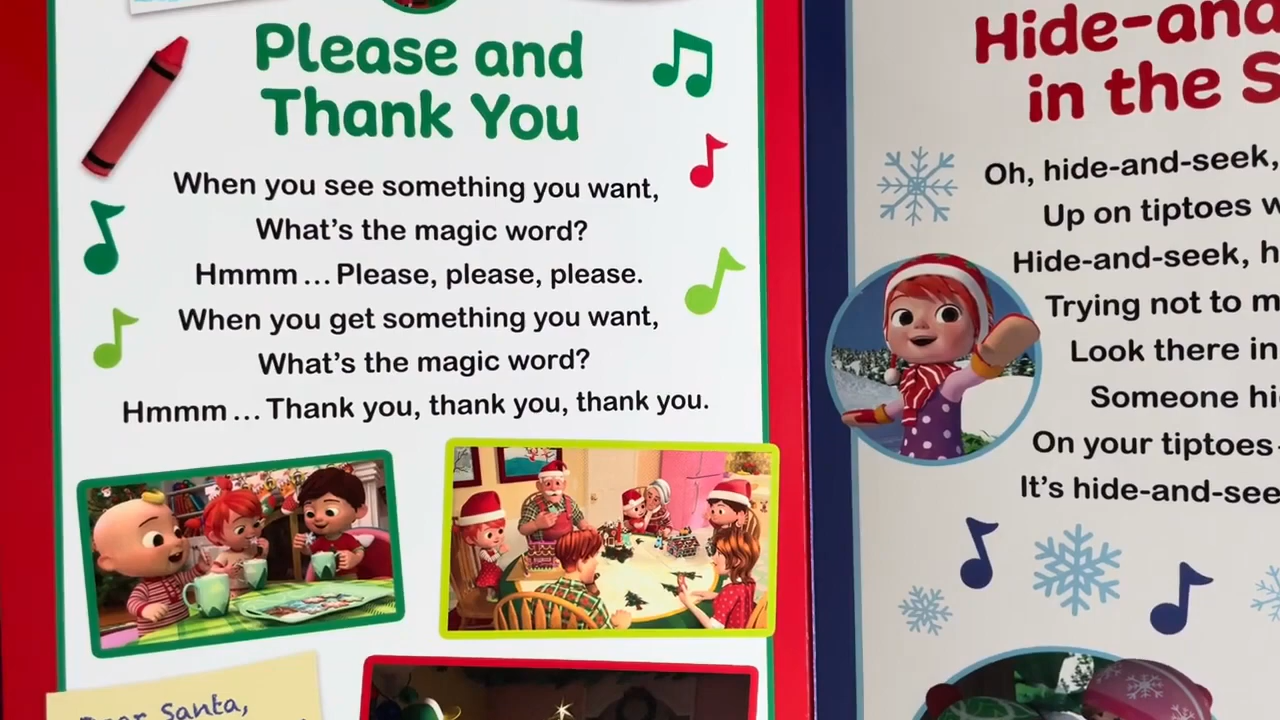 Please and
Thank You
When you see something you want,
What's the magic word?
Hmmm... Please, please, please.
When you get something you want,
What's the magic word?
Hmmm... Thank you, thank you, thank you.
Dear Santa,
Hide-and
in the S
Oh, hide-and-seek,
Up on tiptoes w
Hide-and-seek, h
Trying not to m
Look there in
Someone hi
On your tiptoes-
It's hide-and-see